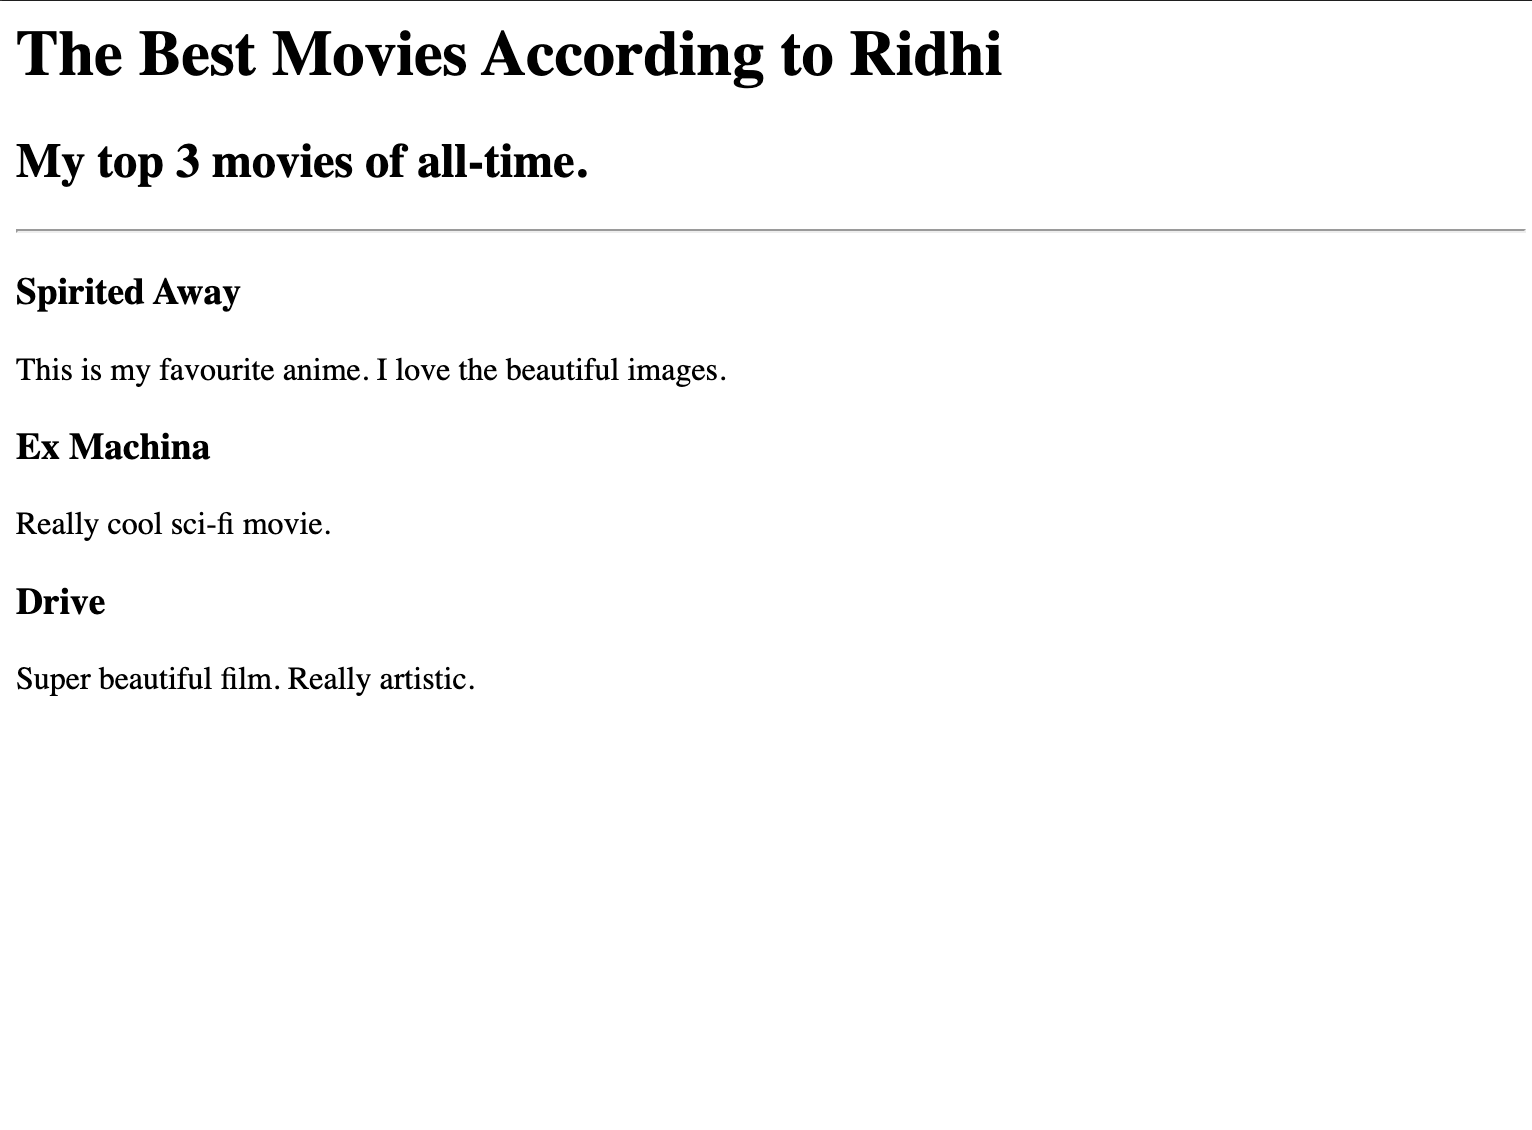 The Best Movies According to Ridhi
My top 3 movies of all-time.
Spirited Away
This is my favourite anime. I love the beautiful images.
Ex Machina
Really cool sci-fi movie.
Drive
Super beautiful film. Really artistic.